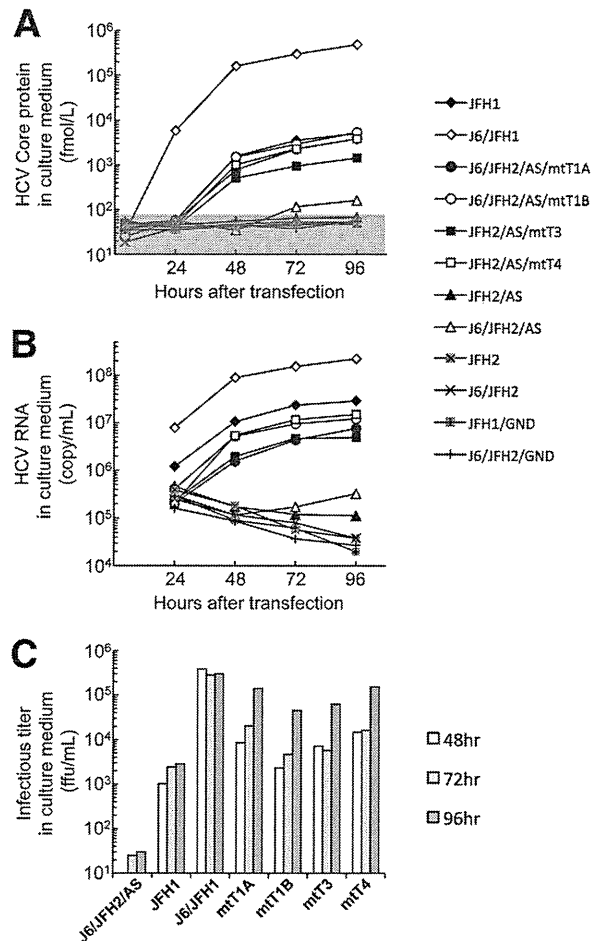 A
HCV Core protein
in culture medium
(fmol/L)
10⁶
10⁵
10⁴
10³
10²
10¹
24 48 72 96
Hours after transfection
JFH1
J6/JFH1
J6/JFH2/AS/mtT1A
J6/JFH2/AS/mtT1B
JFH2/AS/mtT3
JFH2/AS/mtT4
JFH2/AS
J6/JFH2/AS
JFH2
J6/JFH2
JFH1/GND
J6/JFH2/GND
B
HCV RNA
in culture medium
(copy/mL)
10⁸
10⁷
10⁶
10⁵
10⁴
24 48 72 96
Hours after transfection
C
Infectious titer
in culture medium
(ffu/mL)
10⁶
10⁵
10⁴
10³
10²
10¹
J6/JFH2/AS
JFH1
J6/JFH1
mtT1A
mtT1B
mtT3
mtT4
48hr
72hr
96hr